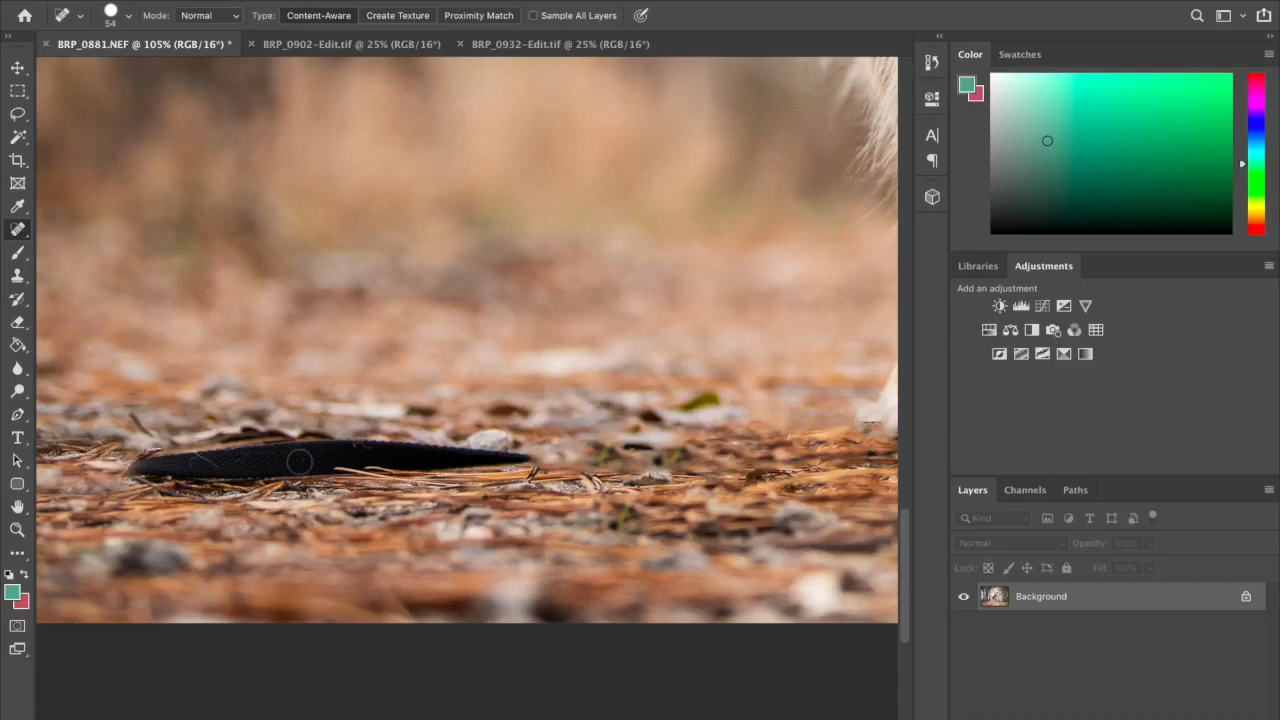 54 Mode: Normal Type: Content-Aware Create Texture Proximity Match Sample All Layers
BRP_0881.NEF @ 105% (RGB/16*) * BRP_0902-Edit.tif @ 25% (RGB/16*) BRP_0932-Edit.tif @ 25% (RGB/16*)
Color Swatches
Libraries Adjustments
Add an adjustment
Layers Channels Paths
Kind
Normal Opacity: 100%
Lock: Fill: 100%
Background